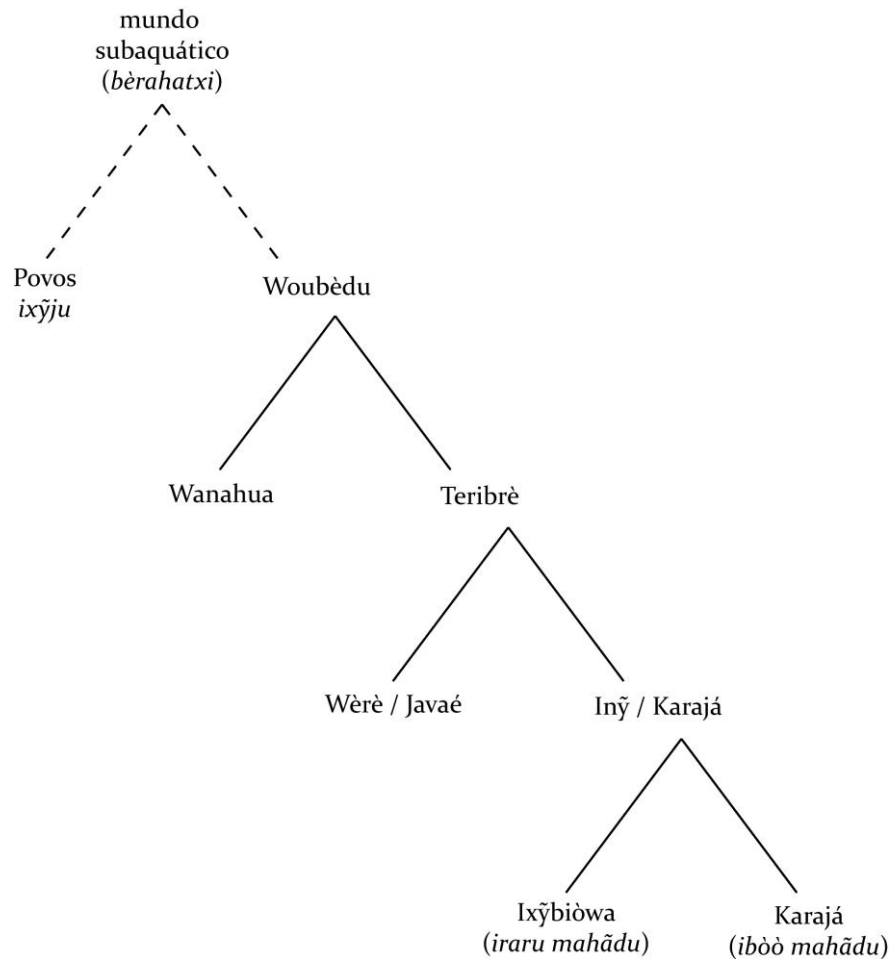 mundo
subaquático
(bèrahatxi)
Povos
ixỹju
Woubèdu
Wanahua
Teribrè
Wèrè / Javaé
Inỹ / Karajá
Ixỹbiòwa
(iraru mahãdu)
Karajá
(ibòò mahãdu)